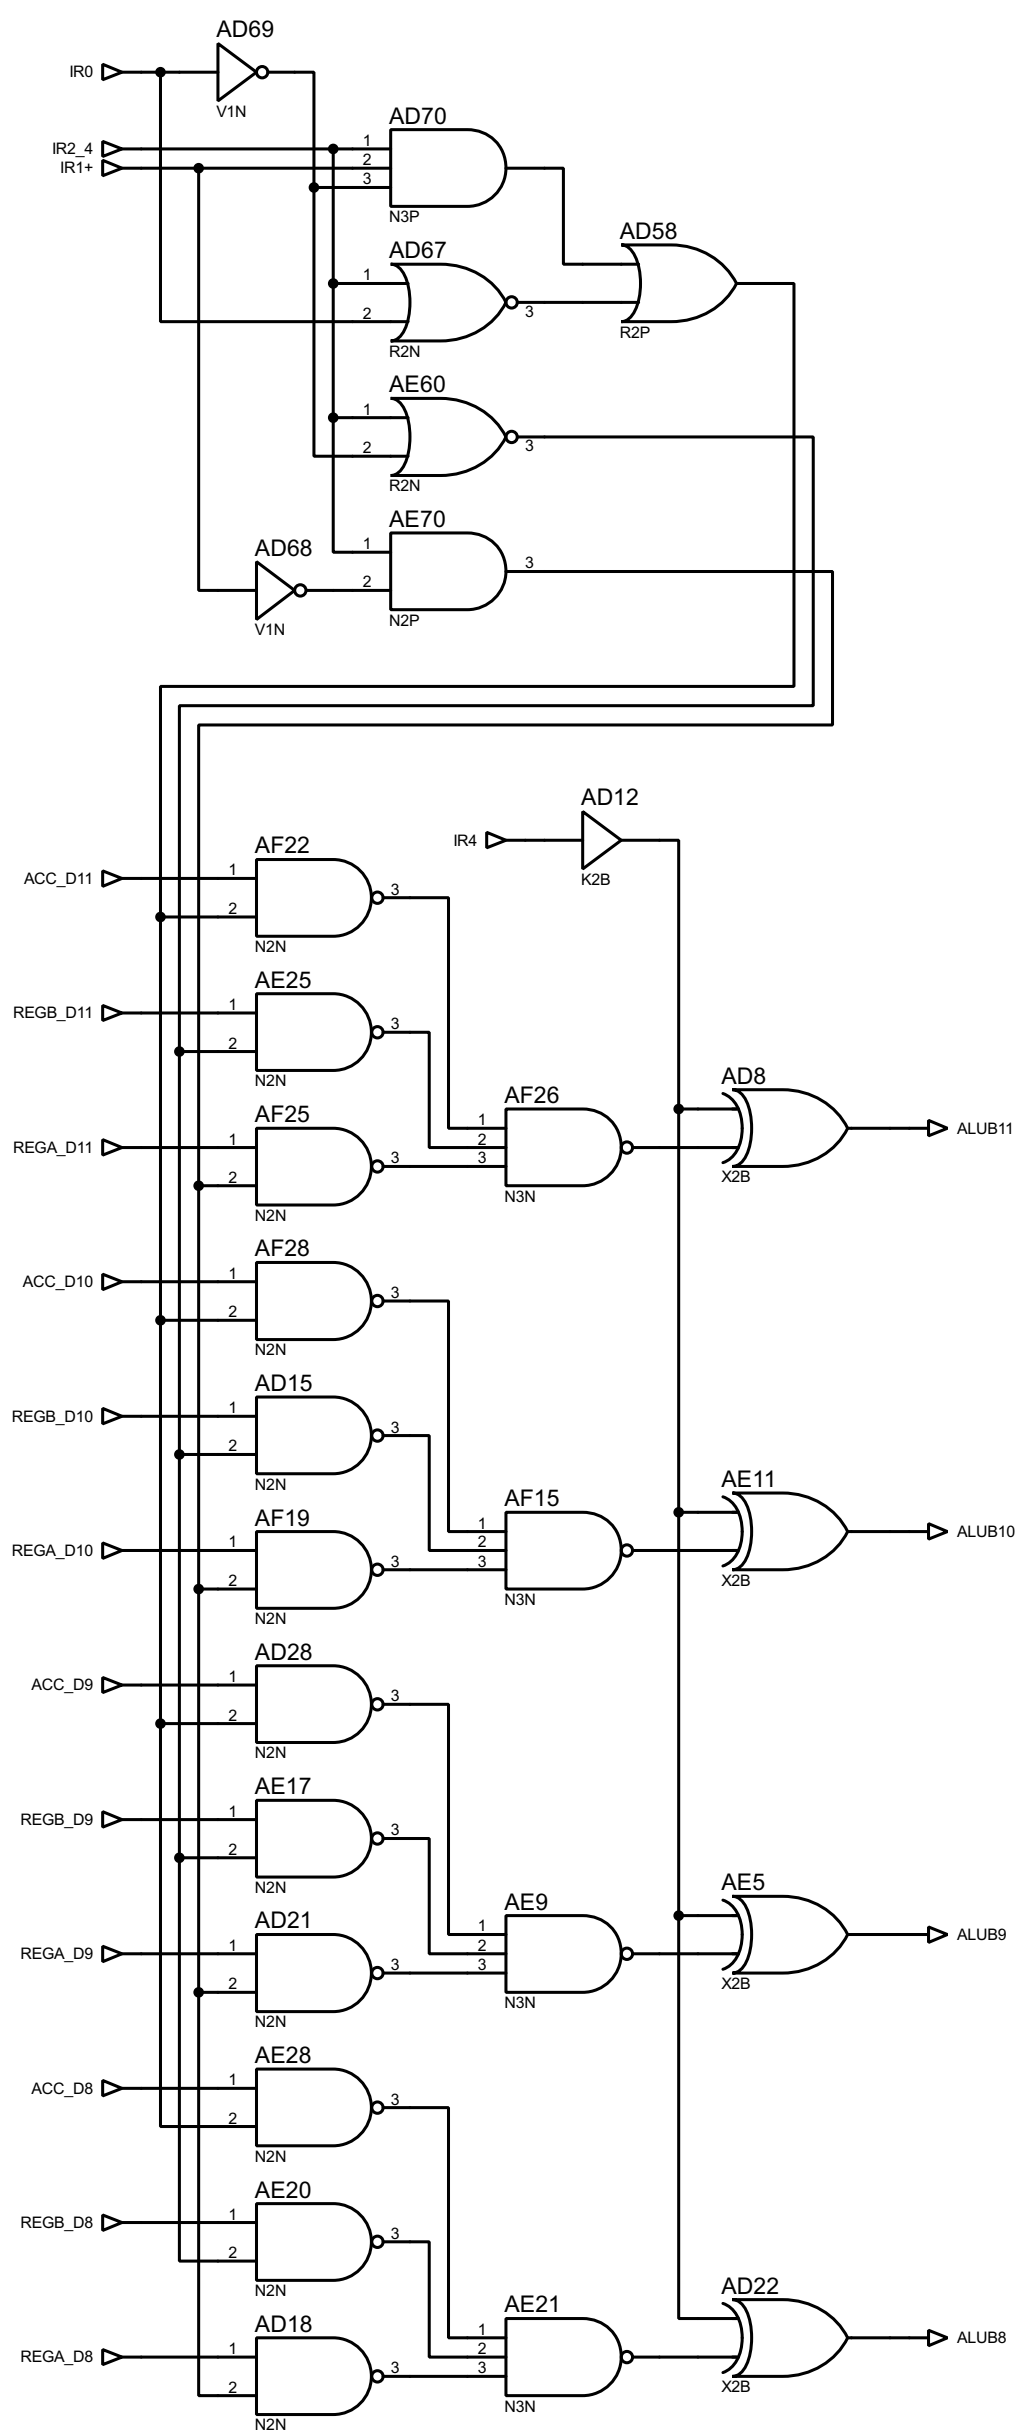 AD69
IR0
V1N
AD70
IR2_4
1
IR1+
2
3
N3P
AD58
AD67
1
2
3
R2N
R2P
AE60
1
2
3
R2N
AE70
AD68
1
3
2
N2P
V1N
AD12
IR4
K2B
AF22
ACC_D11
1
3
2
N2N
AE25
REGB_D11
1
3
2
N2N
AD8
AF26
AF25
1
ALUB11
REGA_D11
1
2
3
3
2
X2B
N3N
N2N
AF28
ACC_D10
1
3
2
N2N
AD15
REGB_D10
1
3
2
N2N
AE11
AF15
AF19
1
ALUB10
REGA_D10
1
2
3
3
2
X2B
N3N
N2N
AD28
ACC_D9
1
3
2
N2N
AE17
REGB_D9
1
3
2
N2N
AE5
AE9
AD21
1
ALUB9
REGA_D9
1
2
3
3
2
X2B
N3N
N2N
AE28
ACC_D8
1
3
2
N2N
AE20
REGB_D8
1
3
2
N2N
AD22
AE21
AD18
1
ALUB8
REGA_D8
1
2
3
3
2
X2B
N3N
N2N